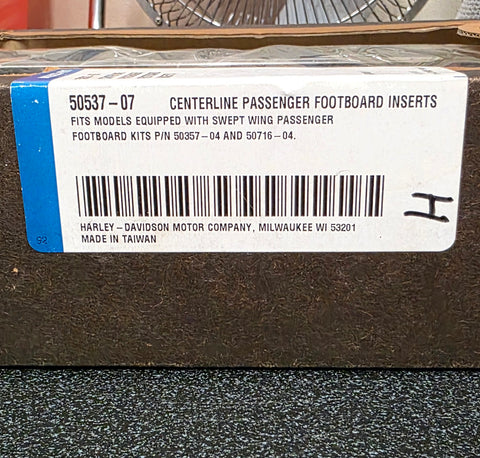 50537-07 CENTERLINE PASSENGER FOOTBOARD INSERTS
FITS MODELS EQUIPPED WITH SWEPT WING PASSENGER
FOOTBOARD KITS P/N 50357-04 AND 50716-04.
H
HARLEY-DAVIDSON MOTOR COMPANY, MILWAUKEE WI 53201
92 MADE IN TAIWAN